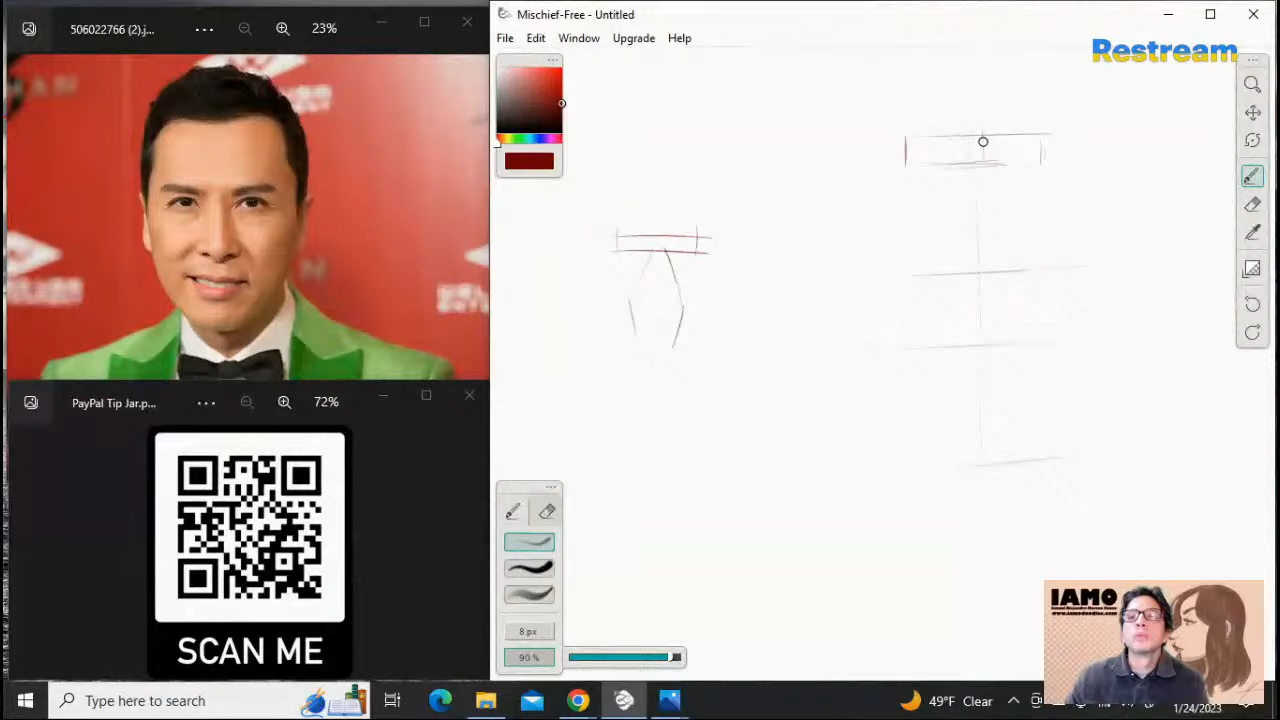 506022766 (2).j...
23%
Mischief-Free - Untitled
File Edit Window Upgrade Help
Restream
PayPal Tip Jar.p...
72%
SCAN ME
8 px
90 %
IAMO
Type here to search
49°F Clear
1/24/2023